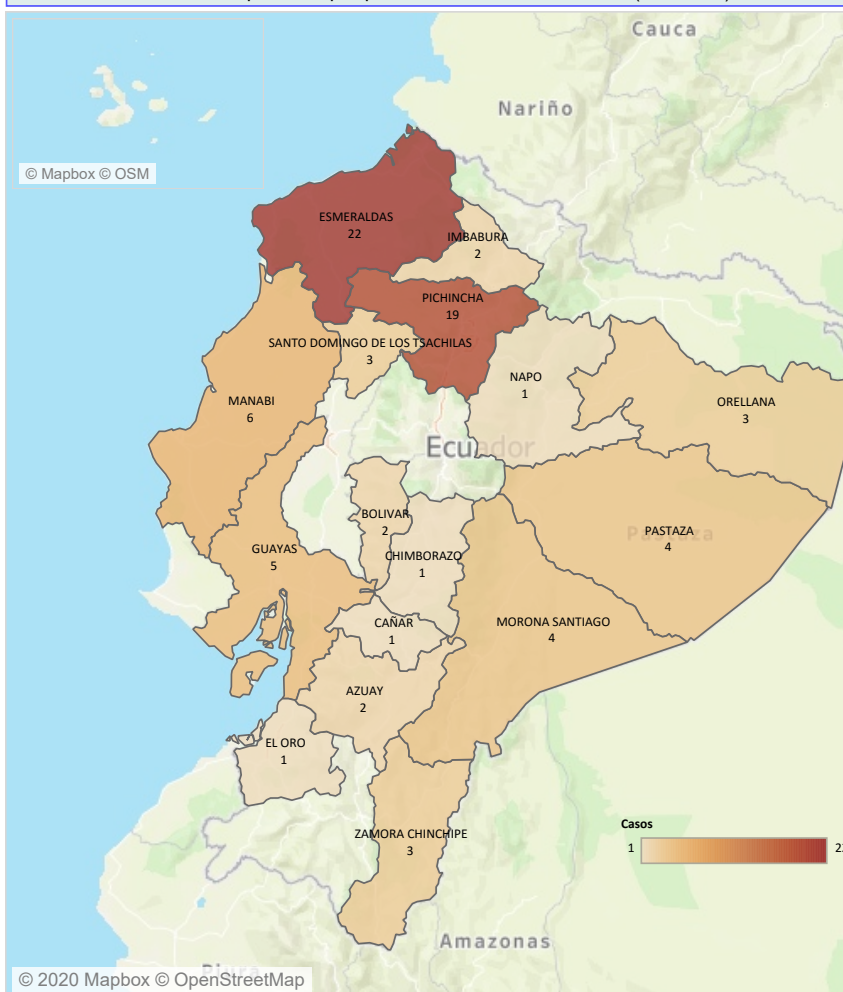 Cauca
Nariño
© Mapbox © OSM
ESMERALDAS
22
IMBABURA
2
PICHINCHA
19
SANTO DOMINGO DE LOS TSACHILAS
3
NAPO
1
ORELLANA
3
MANABI
6
Ecuador
PASTAZA
4
Pastaza
BOLIVAR
2
GUAYAS
5
CHIMBORAZO
1
CAÑAR
1
MORONA SANTIAGO
4
AZUAY
2
EL ORO
1
Casos
1
ZAMORA CHINCHIPE
3
Amazonas
Piura
© 2020 Mapbox © OpenStreetMap